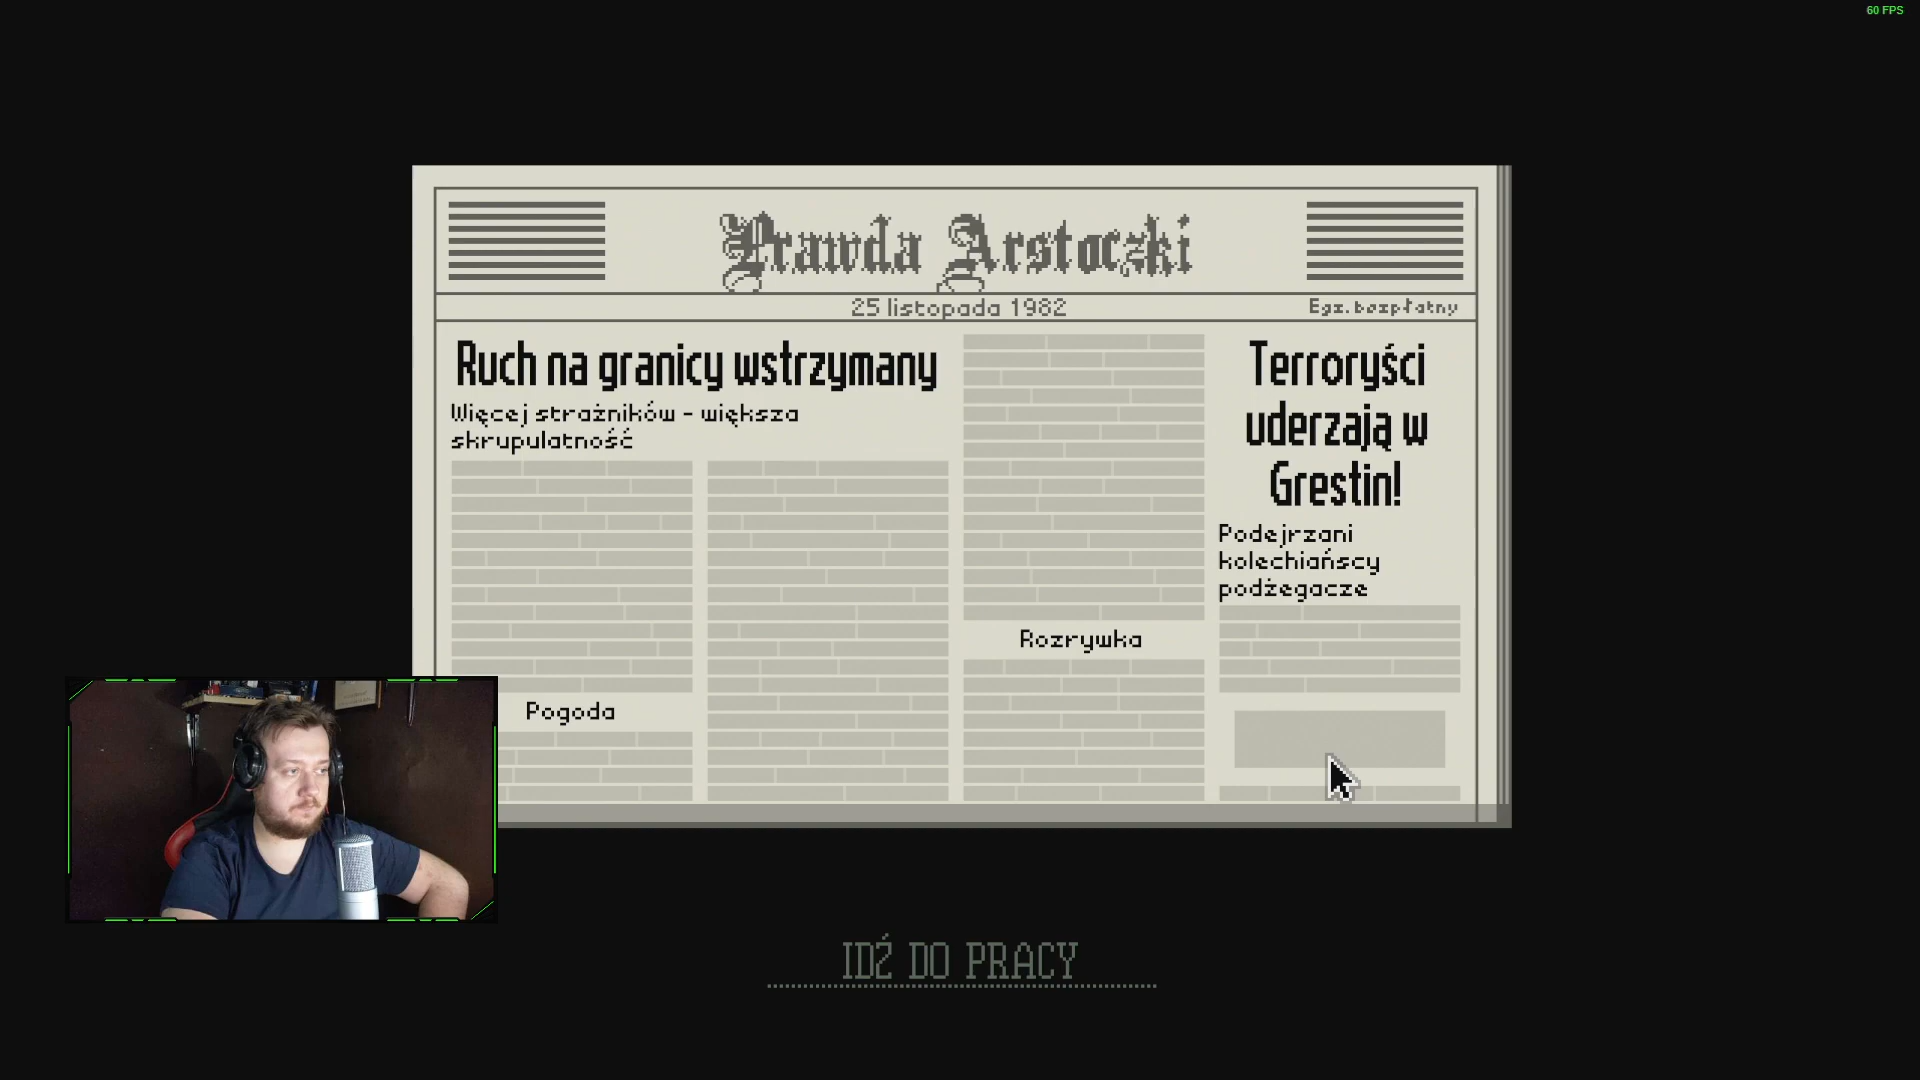 60 FPS
Prawda Arstoczki
25 listopada 1982
Egz. bezpłatny
Ruch na granicy wstrzymany
Więcej strażników - większa
skrupulatność
Pogoda
Rozrywka
Terroryści
uderzają w
Grestin!
Podejrzani
kolechiańscy
podżegacze
IDŹ DO PRACY